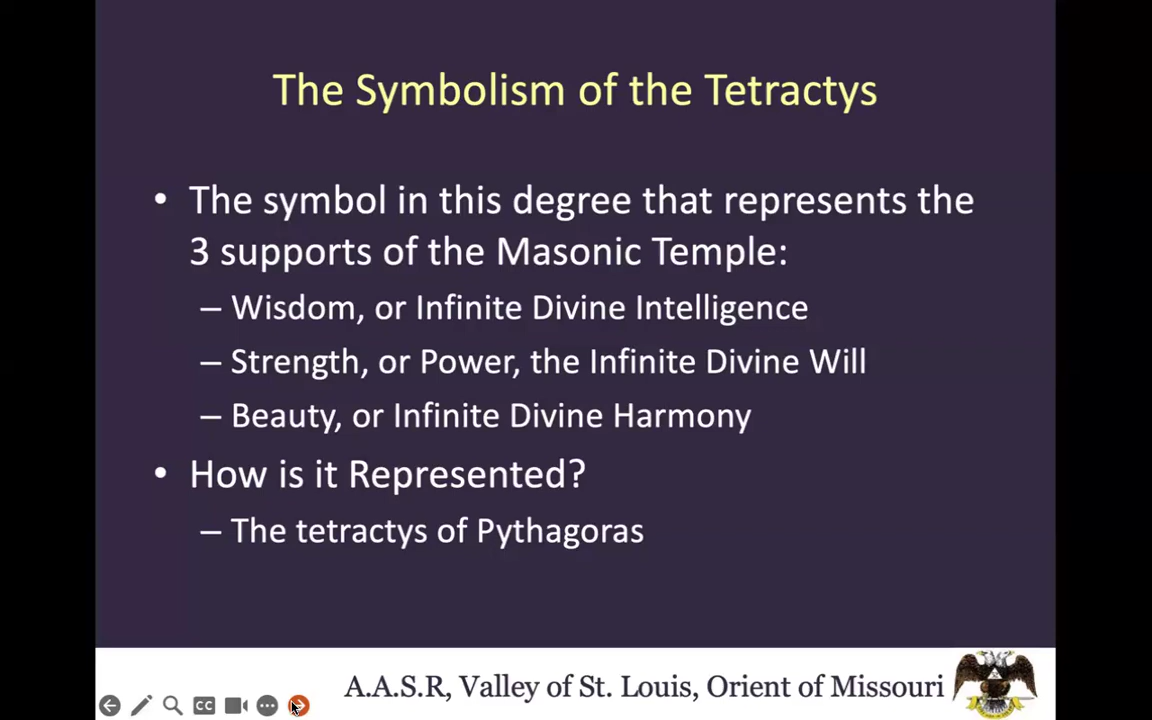 The Symbolism of the Tetractys
• The symbol in this degree that represents the
3 supports of the Masonic Temple:
– Wisdom, or Infinite Divine Intelligence
– Strength, or Power, the Infinite Divine Will
– Beauty, or Infinite Divine Harmony
• How is it Represented?
– The tetractys of Pythagoras
A.A.S.R, Valley of St. Louis, Orient of Missouri
CC